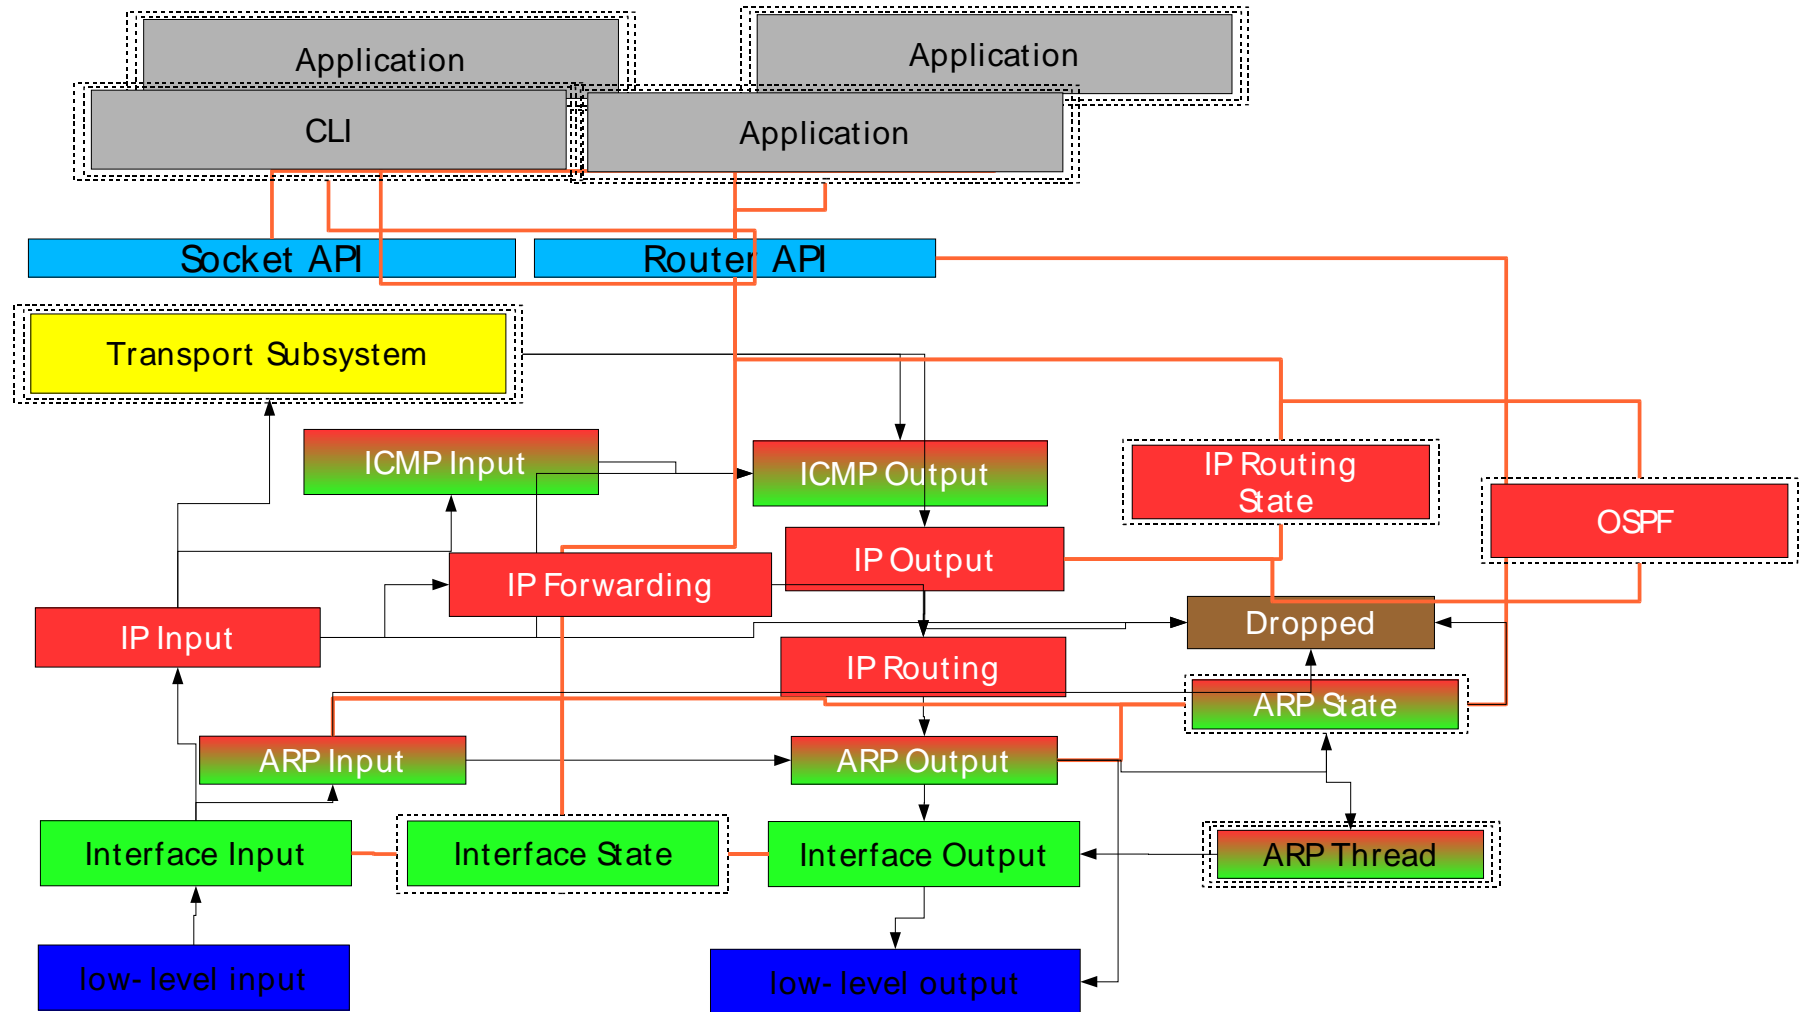 Application
Application
CLI
Application
Socket API
Router API
Transport Subsystem
ICMP Input
ICMP Output
IP Routing
State
OSPF
IP Output
IP Forwarding
IP Input
Dropped
IP Routing
ARP State
ARP Input
ARP Output
Interface Input
Interface State
Interface Output
ARP Thread
low-level input
low-level output